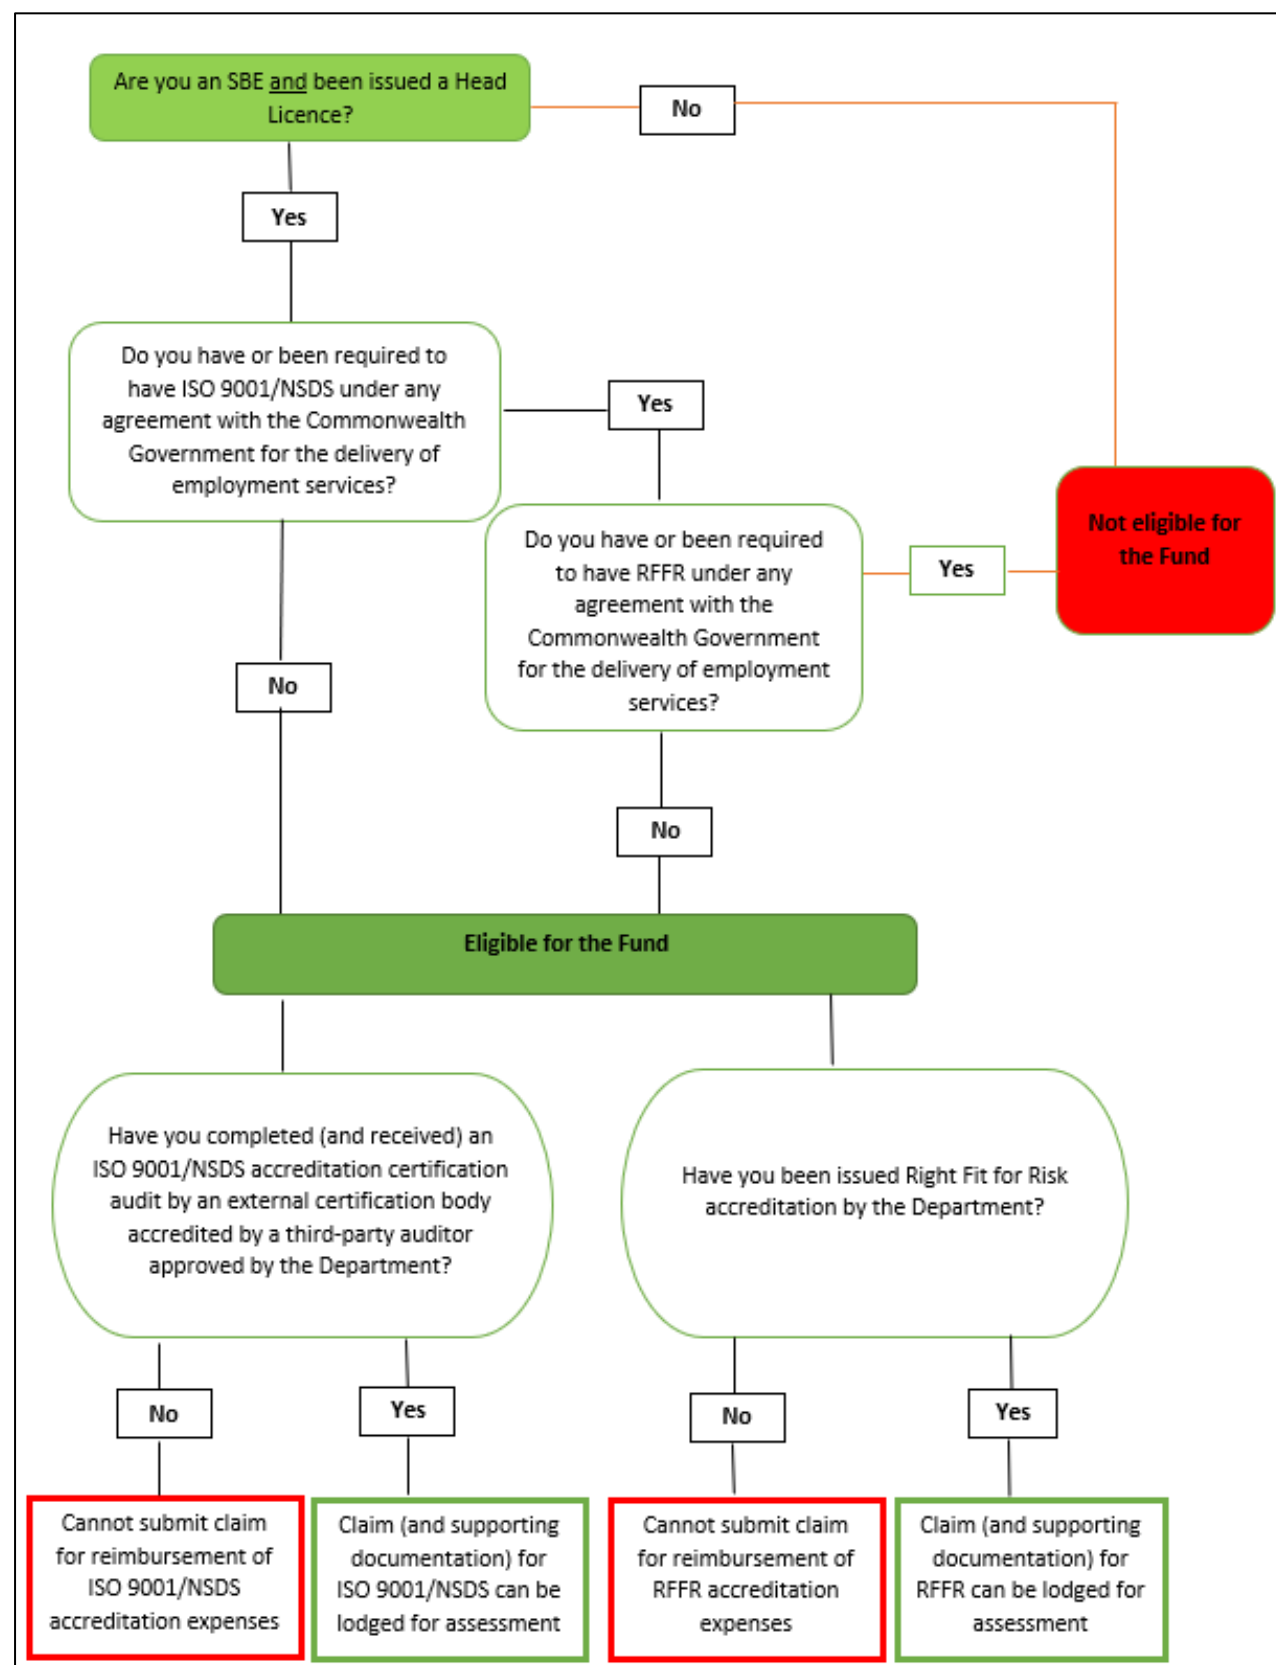 Are you an SBE and been issued a Head
Licence?
No
Yes
Do you have or been required to
have ISO 9001/NSDS under any
agreement with the Commonwealth
Government for the delivery of
employment services?
Yes
Do you have or been required
to have RFFR under any
agreement with the
Commonwealth Government
for the delivery of employment
services?
Yes
Not eligible for
the Fund
No
No
Eligible for the Fund
Have you completed (and received) an
ISO 9001/NSDS accreditation certification
audit by an external certification body
accredited by a third-party auditor
approved by the Department?
Have you been issued Right Fit for Risk
accreditation by the Department?
No
Yes
No
Yes
Cannot submit claim
for reimbursement of
ISO 9001/NSDS
accreditation expenses
Claim (and supporting
documentation) for
ISO 9001/NSDS can be
lodged for assessment
Cannot submit claim
for reimbursement of
RFFR accreditation
expenses
Claim (and supporting
documentation) for
RFFR can be lodged for
assessment